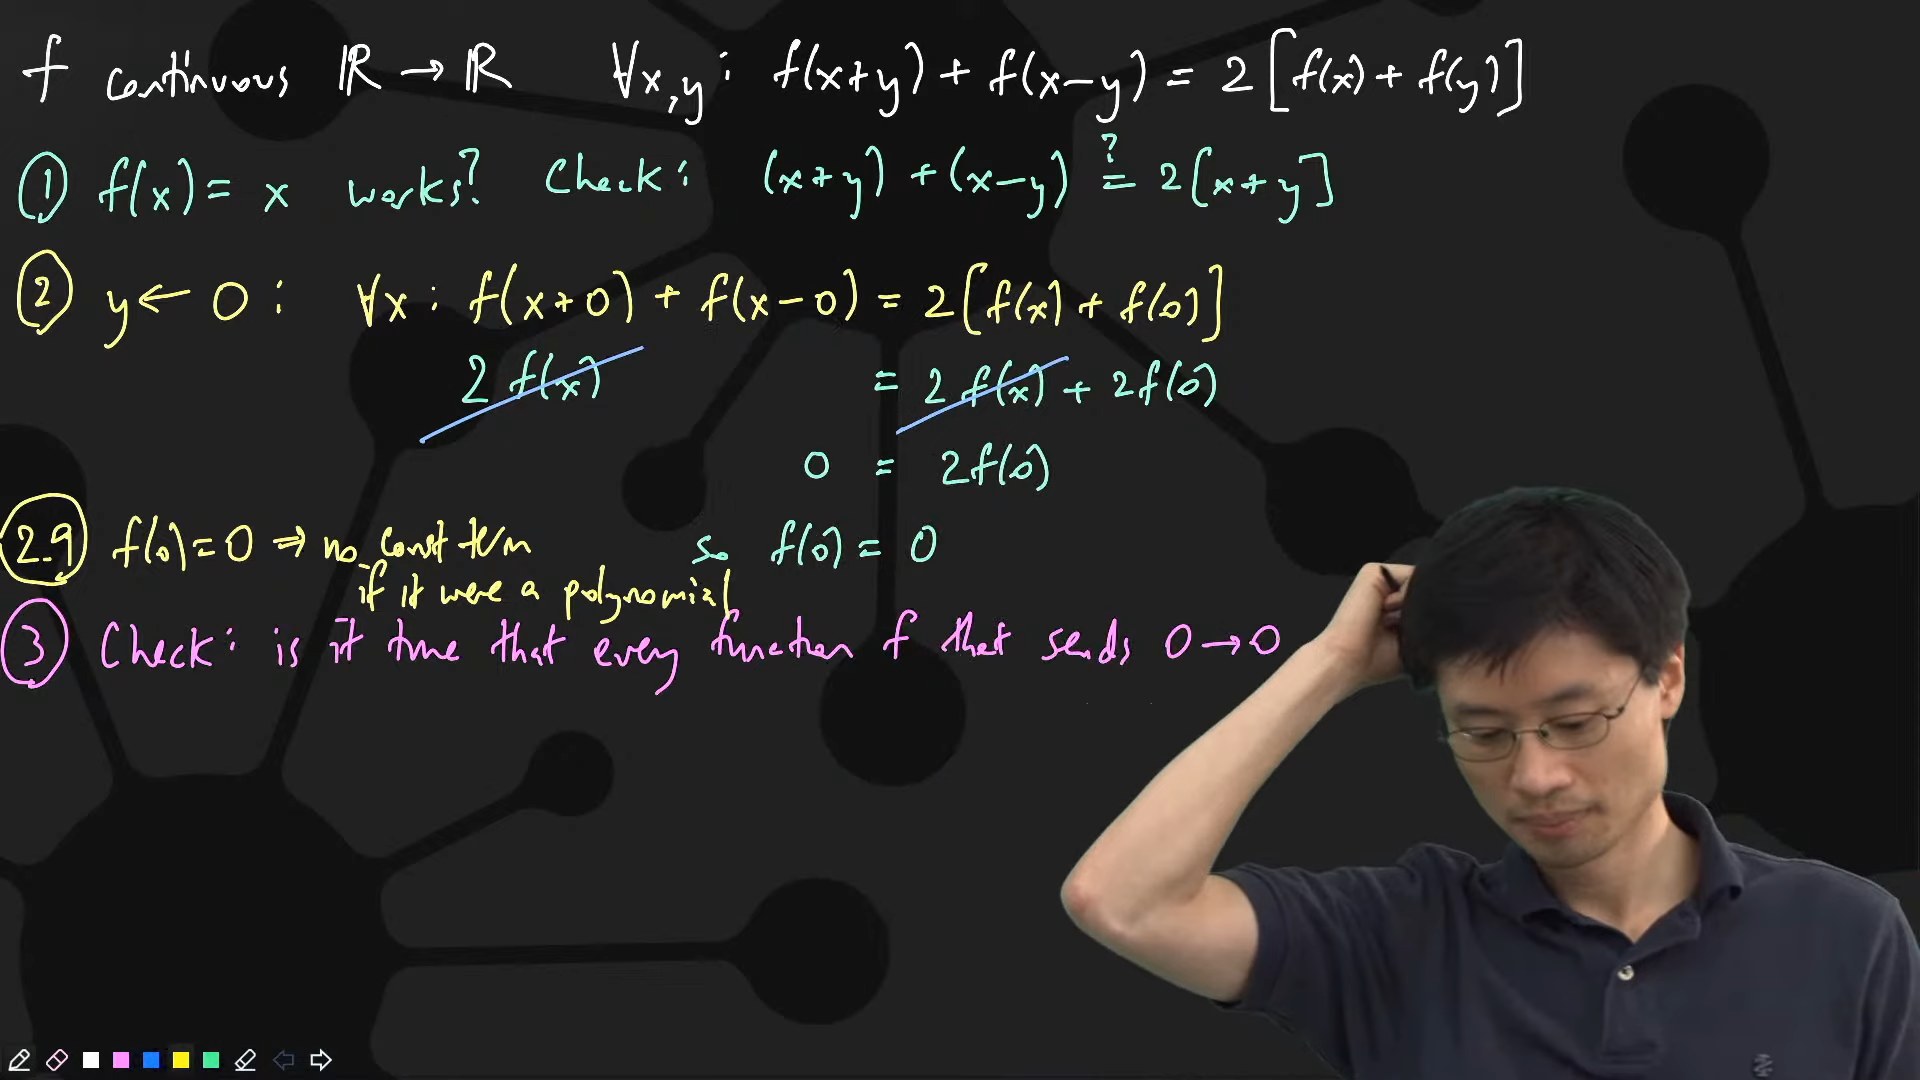 f continuous ℝ → ℝ ∀x,y: f(x+y) + f(x-y) = 2[f(x) + f(y)]
① f(x) = x works? Check: (x+y) + (x-y) ≟ 2[x+y]
② y ← 0: ∀x: f(x+0) + f(x-0) = 2[f(x) + f(0)]
2 f(x) = 2 f(x) + 2f(0)
0 = 2f(0)
2.9 f(0) = 0 ⇒ no const term so f(0) = 0
if it were a polynomial
③ Check: is it true that every function f that sends 0 → 0